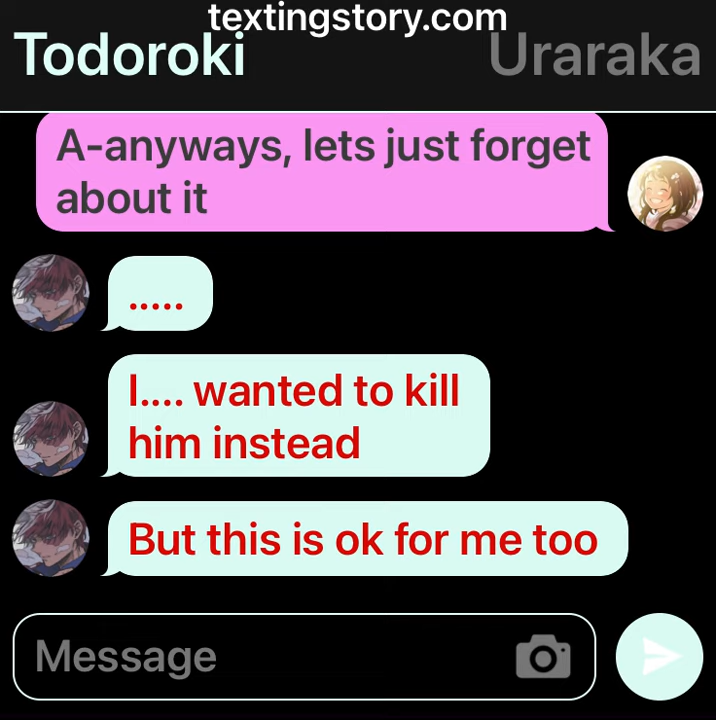 textingstory.com
Todoroki Uraraka
A-anyways, lets just forget
about it
.....
I.... wanted to kill
him instead
But this is ok for me too
Message